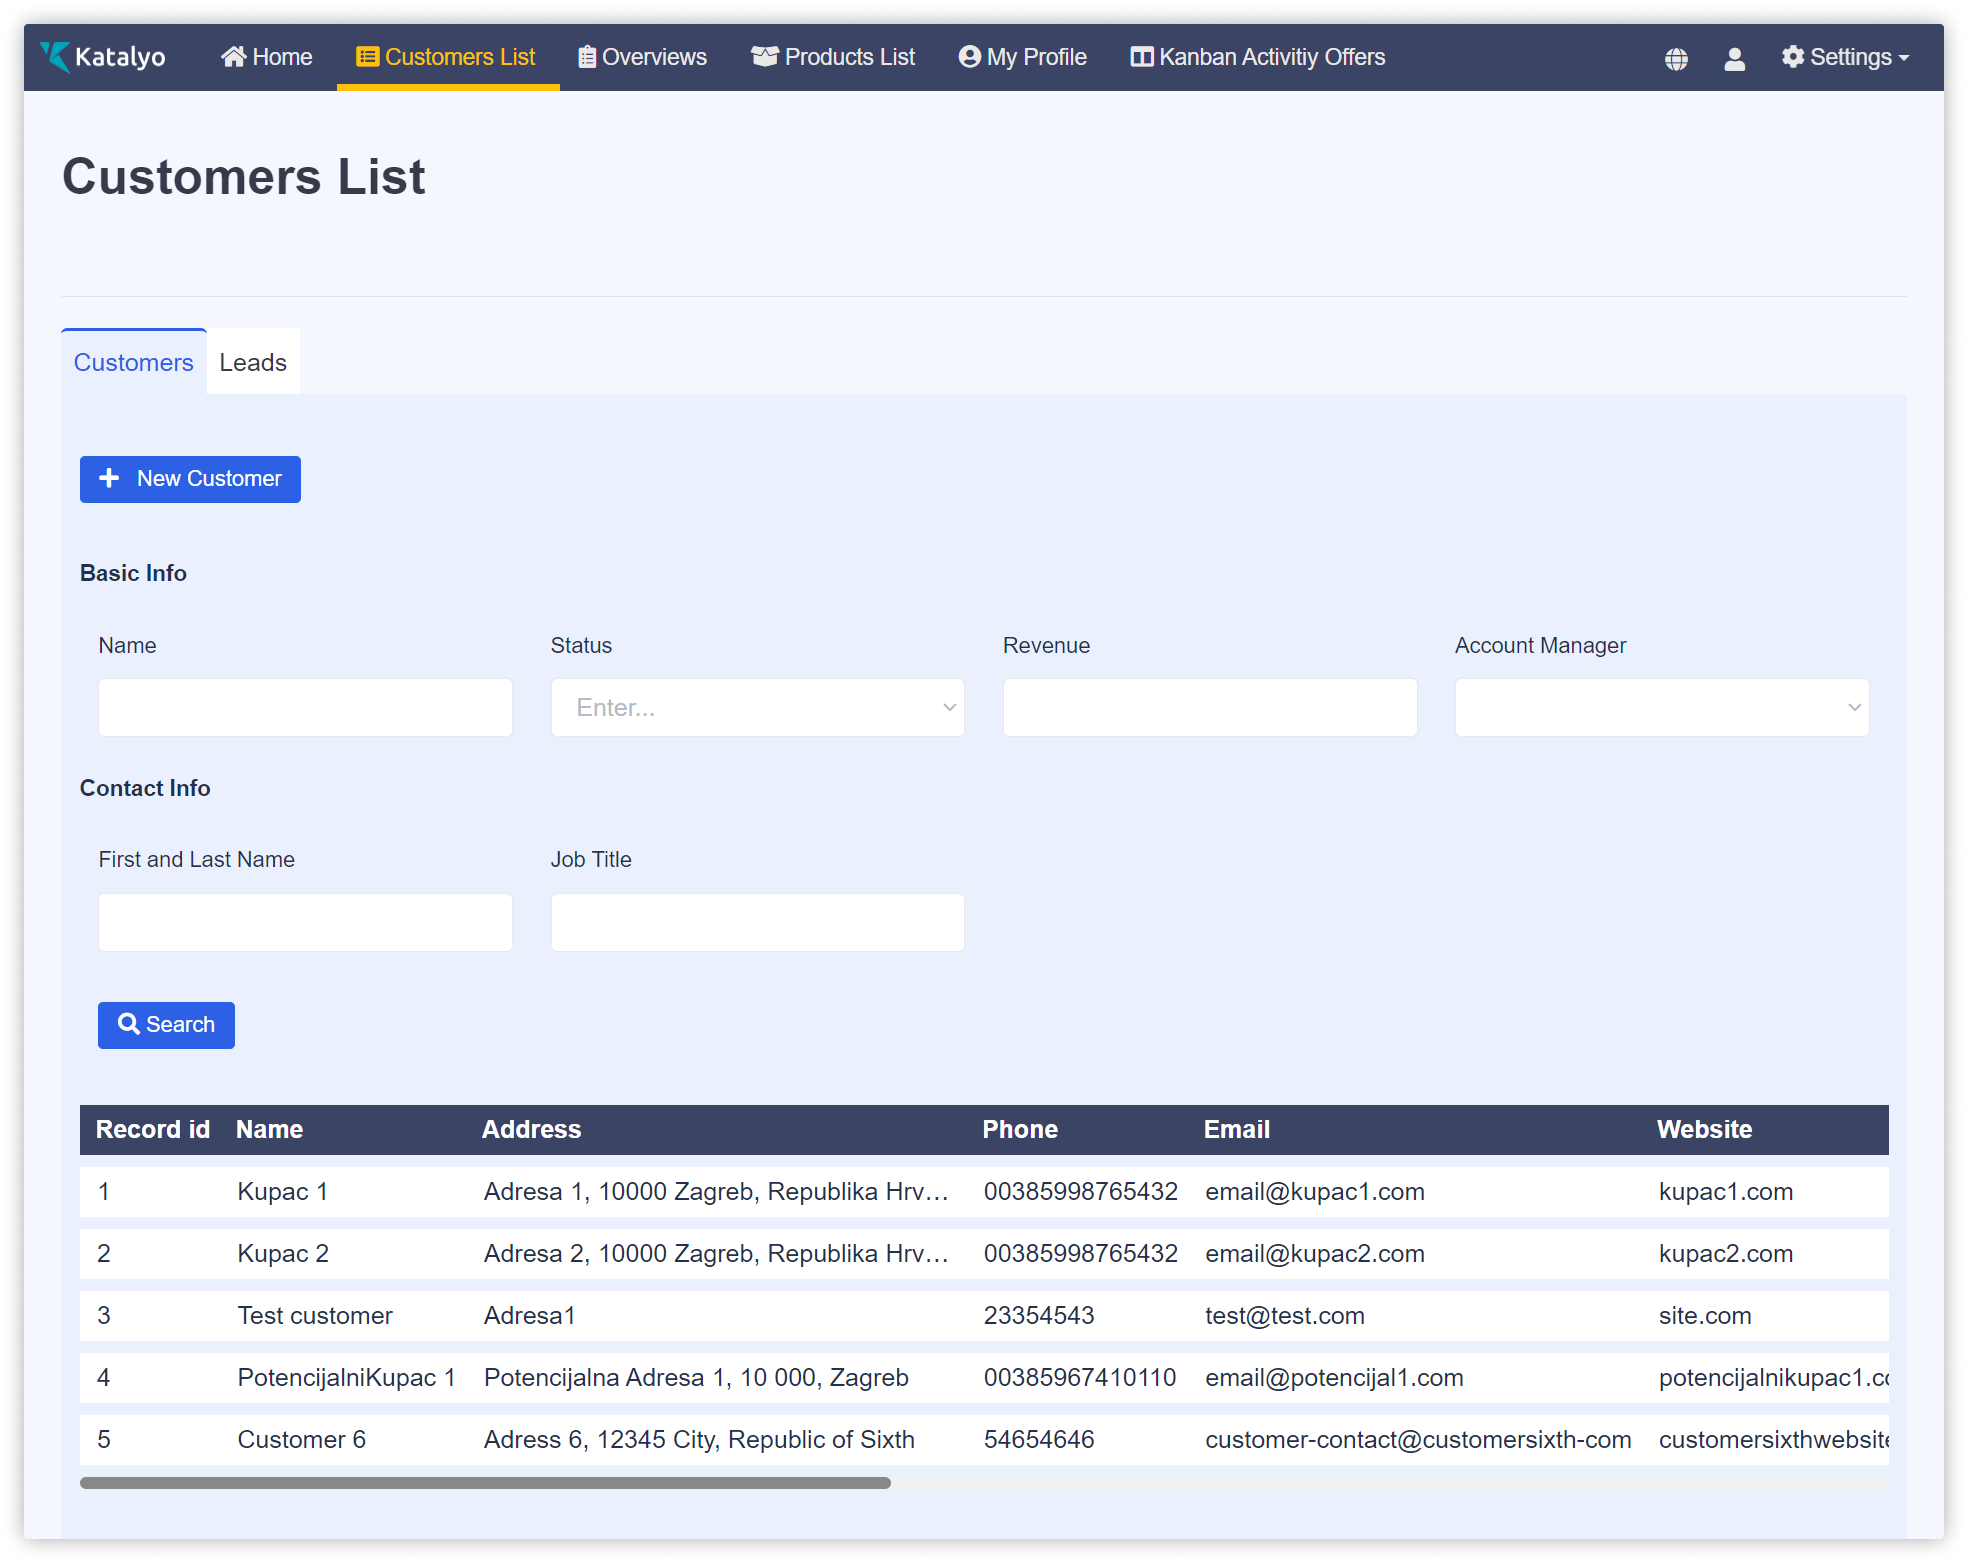 Katalyo Home Customers List Overviews Products List My Profile Kanban Activitiy Offers Settings
Customers List
Customers Leads
New Customer
Basic Info
Name Status Revenue Account Manager
Enter...
Contact Info
First and Last Name Job Title
Search
Record id Name Address Phone Email Website
1 Kupac 1 Adresa 1, 10000 Zagreb, Republika Hrv… 00385998765432 email@kupac1.com kupac1.com
2 Kupac 2 Adresa 2, 10000 Zagreb, Republika Hrv… 00385998765432 email@kupac2.com kupac2.com
3 Test customer Adresa1 23354543 test@test.com site.com
4 PotencijalniKupac 1 Potencijalna Adresa 1, 10 000, Zagreb 00385967410110 email@potencijal1.com potencijalnikupac1.co
5 Customer 6 Adress 6, 12345 City, Republic of Sixth 54654646 customer-contact@customersixth-com customersixthwebsite